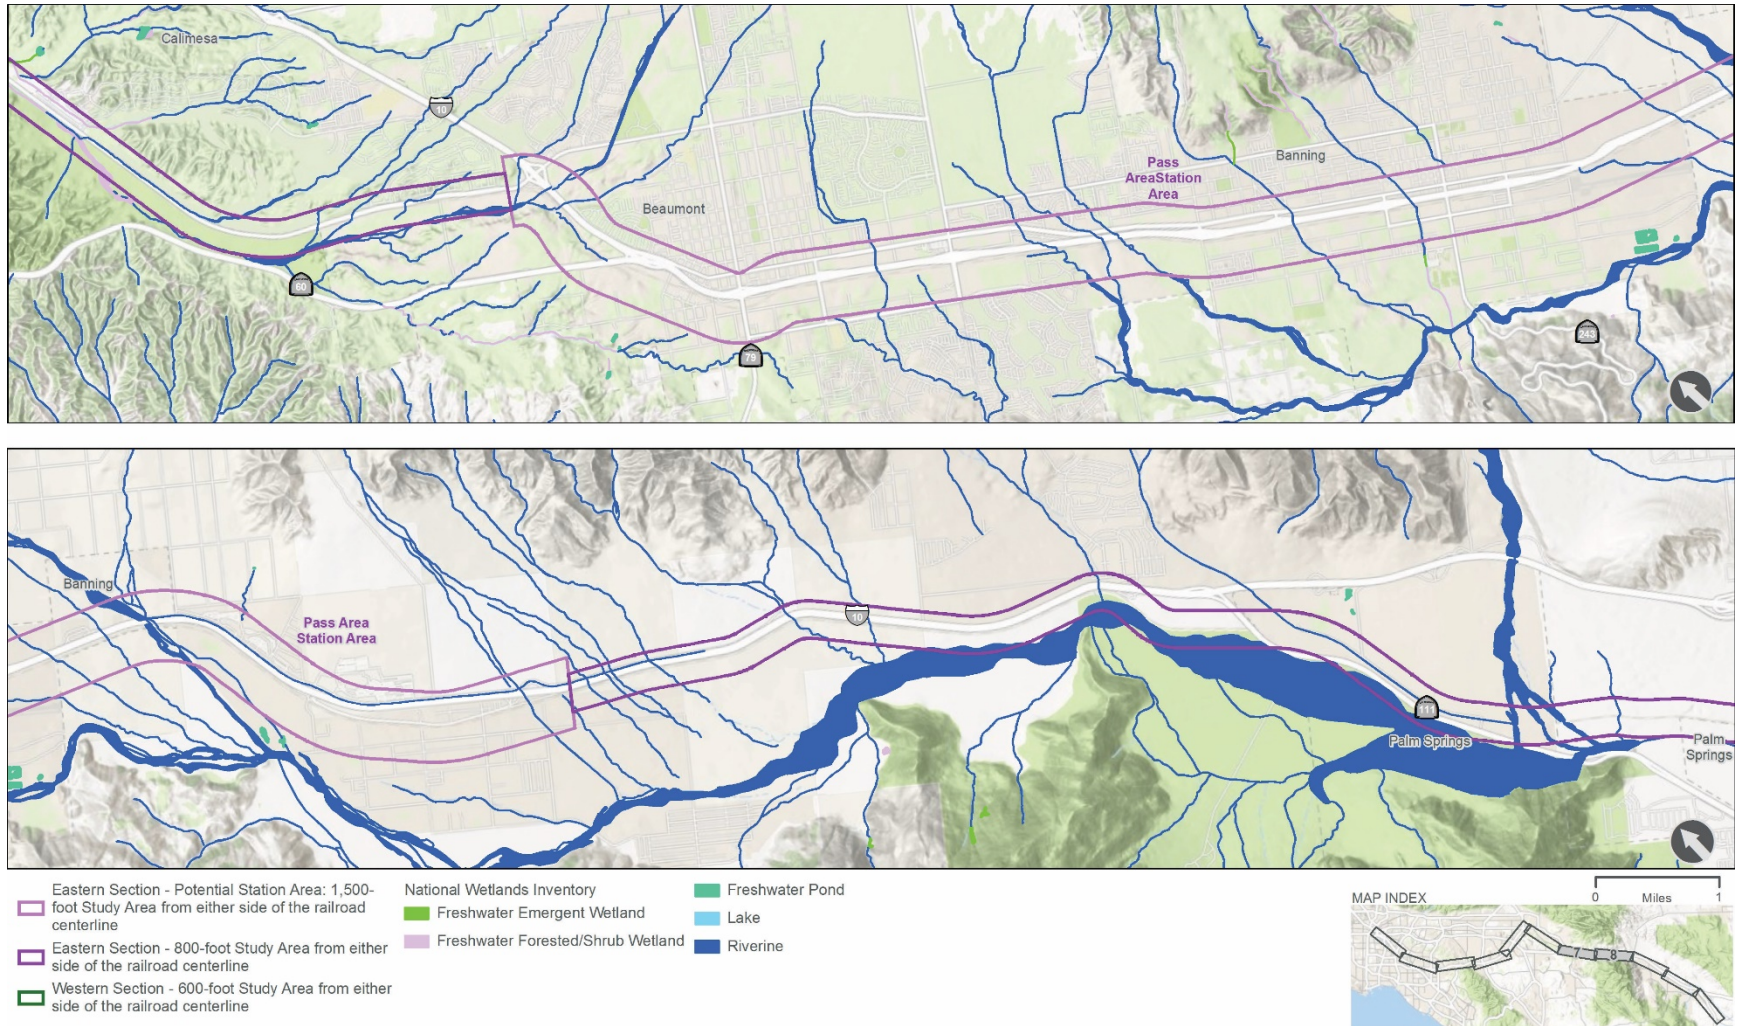 Calimesa
10
Beaumont
Pass
AreaStation
Area
Banning
60
79
243
Banning
Pass Area
Station Area
10
111
Palm Springs
Palm
Springs
Eastern Section - Potential Station Area: 1,500-
foot Study Area from either side of the railroad
centerline
Eastern Section - 800-foot Study Area from either
side of the railroad centerline
Western Section - 600-foot Study Area from either
side of the railroad centerline
National Wetlands Inventory
Freshwater Emergent Wetland
Freshwater Forested/Shrub Wetland
Freshwater Pond
Lake
Riverine
0 Miles 1
MAP INDEX
7 8